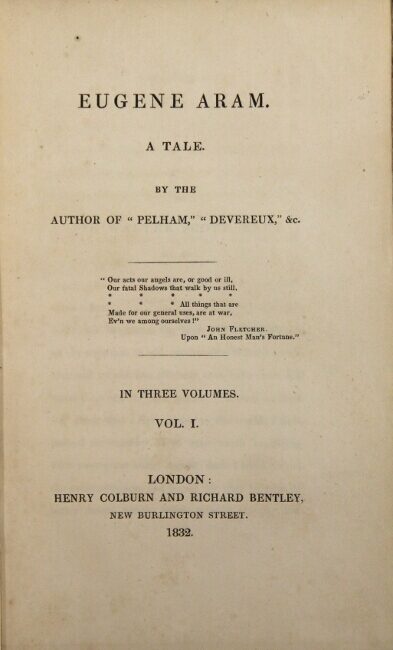 EUGENE ARAM.
A TALE.
BY THE
AUTHOR OF “ PELHAM,” “ DEVEREUX,” &c.
“ Our acts our angels are, or good or ill,
Our fatal Shadows that walk by us still.
* * * * *
* * * All things that are
Made for our general uses, are at war,
Ev'n we among ourselves !”
JOHN FLETCHER.
Upon “ An Honest Man's Fortune.”
IN THREE VOLUMES.
VOL. I.
LONDON :
HENRY COLBURN AND RICHARD BENTLEY,
NEW BURLINGTON STREET.
1832.